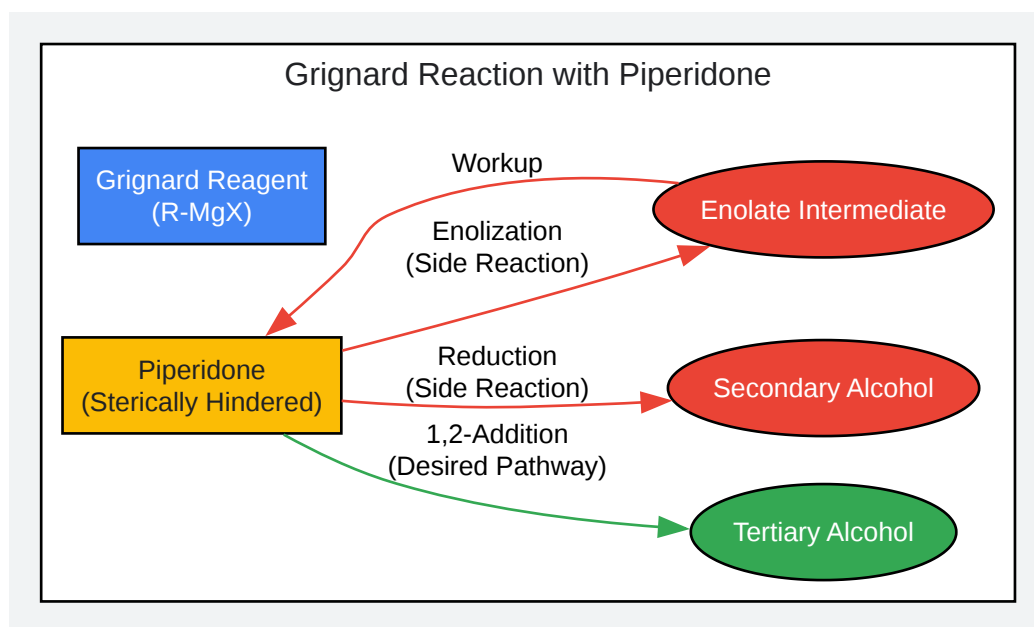 Grignard Reaction with Piperidone
Grignard Reagent
(R-MgX)
Workup
Enolate Intermediate
Enolization
(Side Reaction)
Piperidone
(Sterically Hindered)
Reduction
(Side Reaction)
Secondary Alcohol
1,2-Addition
(Desired Pathway)
Tertiary Alcohol